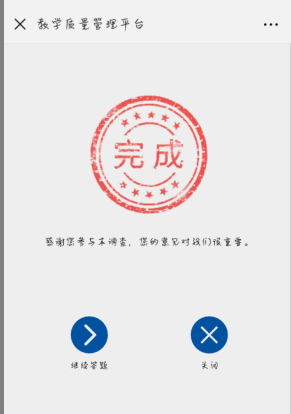 教学质量管理平台
完成
感谢您参与本调查，您的意见对我们很重要。
继续答题
关闭